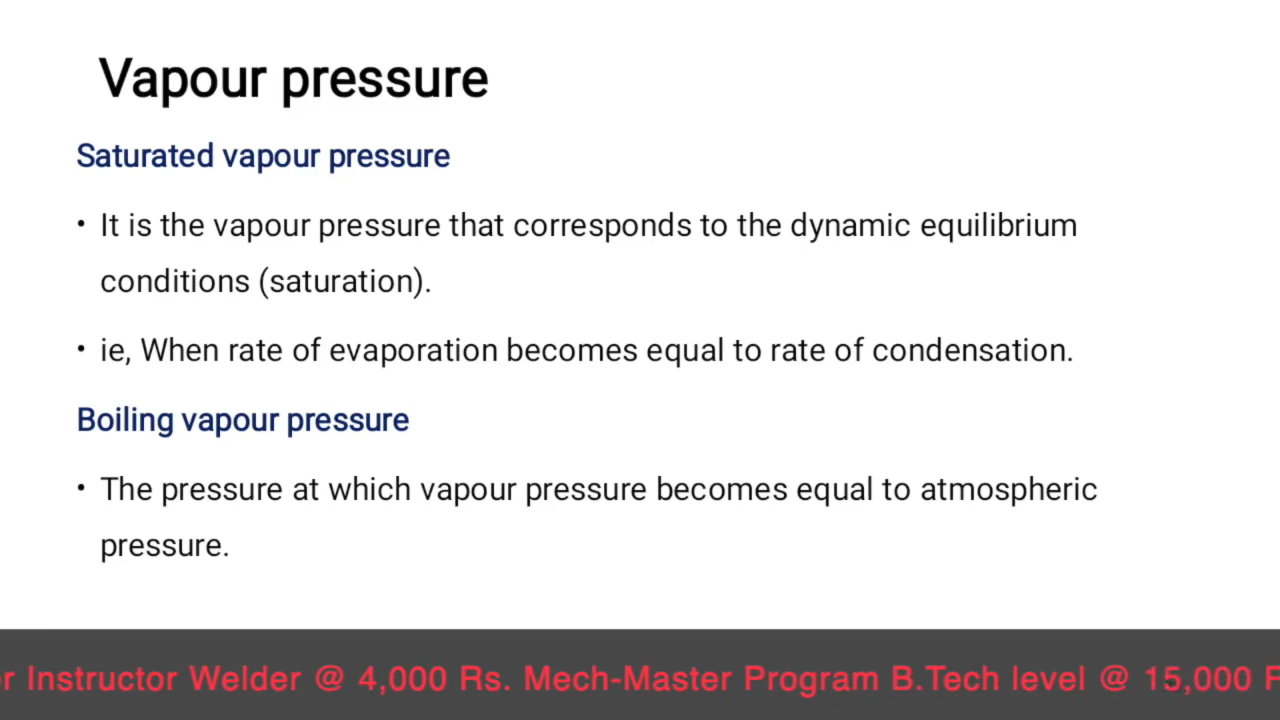 Vapour pressure
Saturated vapour pressure
• It is the vapour pressure that corresponds to the dynamic equilibrium
conditions (saturation).
• ie, When rate of evaporation becomes equal to rate of condensation.
Boiling vapour pressure
• The pressure at which vapour pressure becomes equal to atmospheric
pressure.
Instructor Welder @ 4,000 Rs. Mech-Master Program B.Tech level @ 15,000